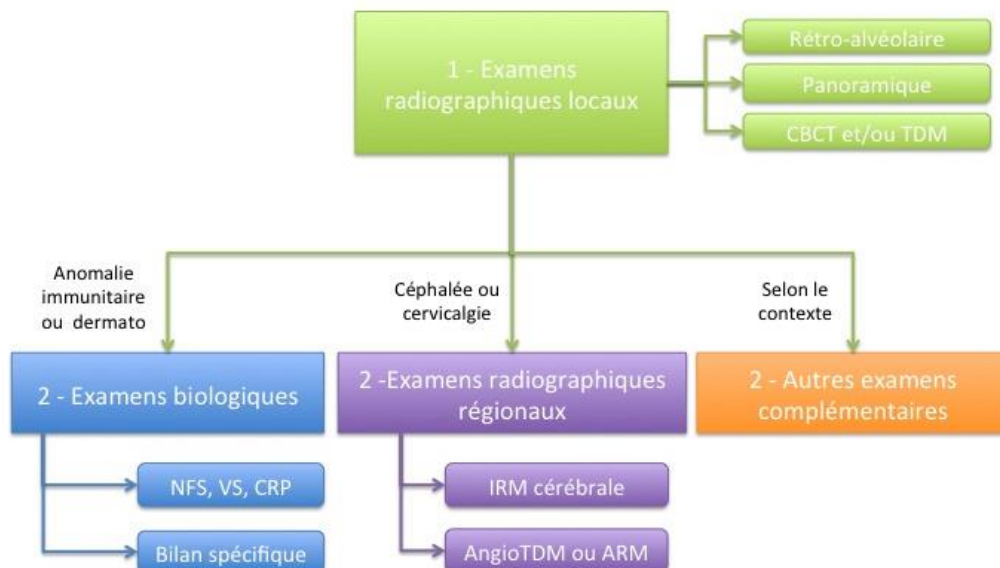 1 - Examens
radiographiques locaux
Rétro-alvéolaire
Panoramique
CBCT et/ou TDM
Anomalie
immunitaire
ou dermato
Céphalée ou
cervicalgie
Selon le
contexte
2 - Examens biologiques
2 -Examens radiographiques
régionaux
2 - Autres examens
complémentaires
NFS, VS, CRP
Bilan spécifique
IRM cérébrale
AngioTDM ou ARM